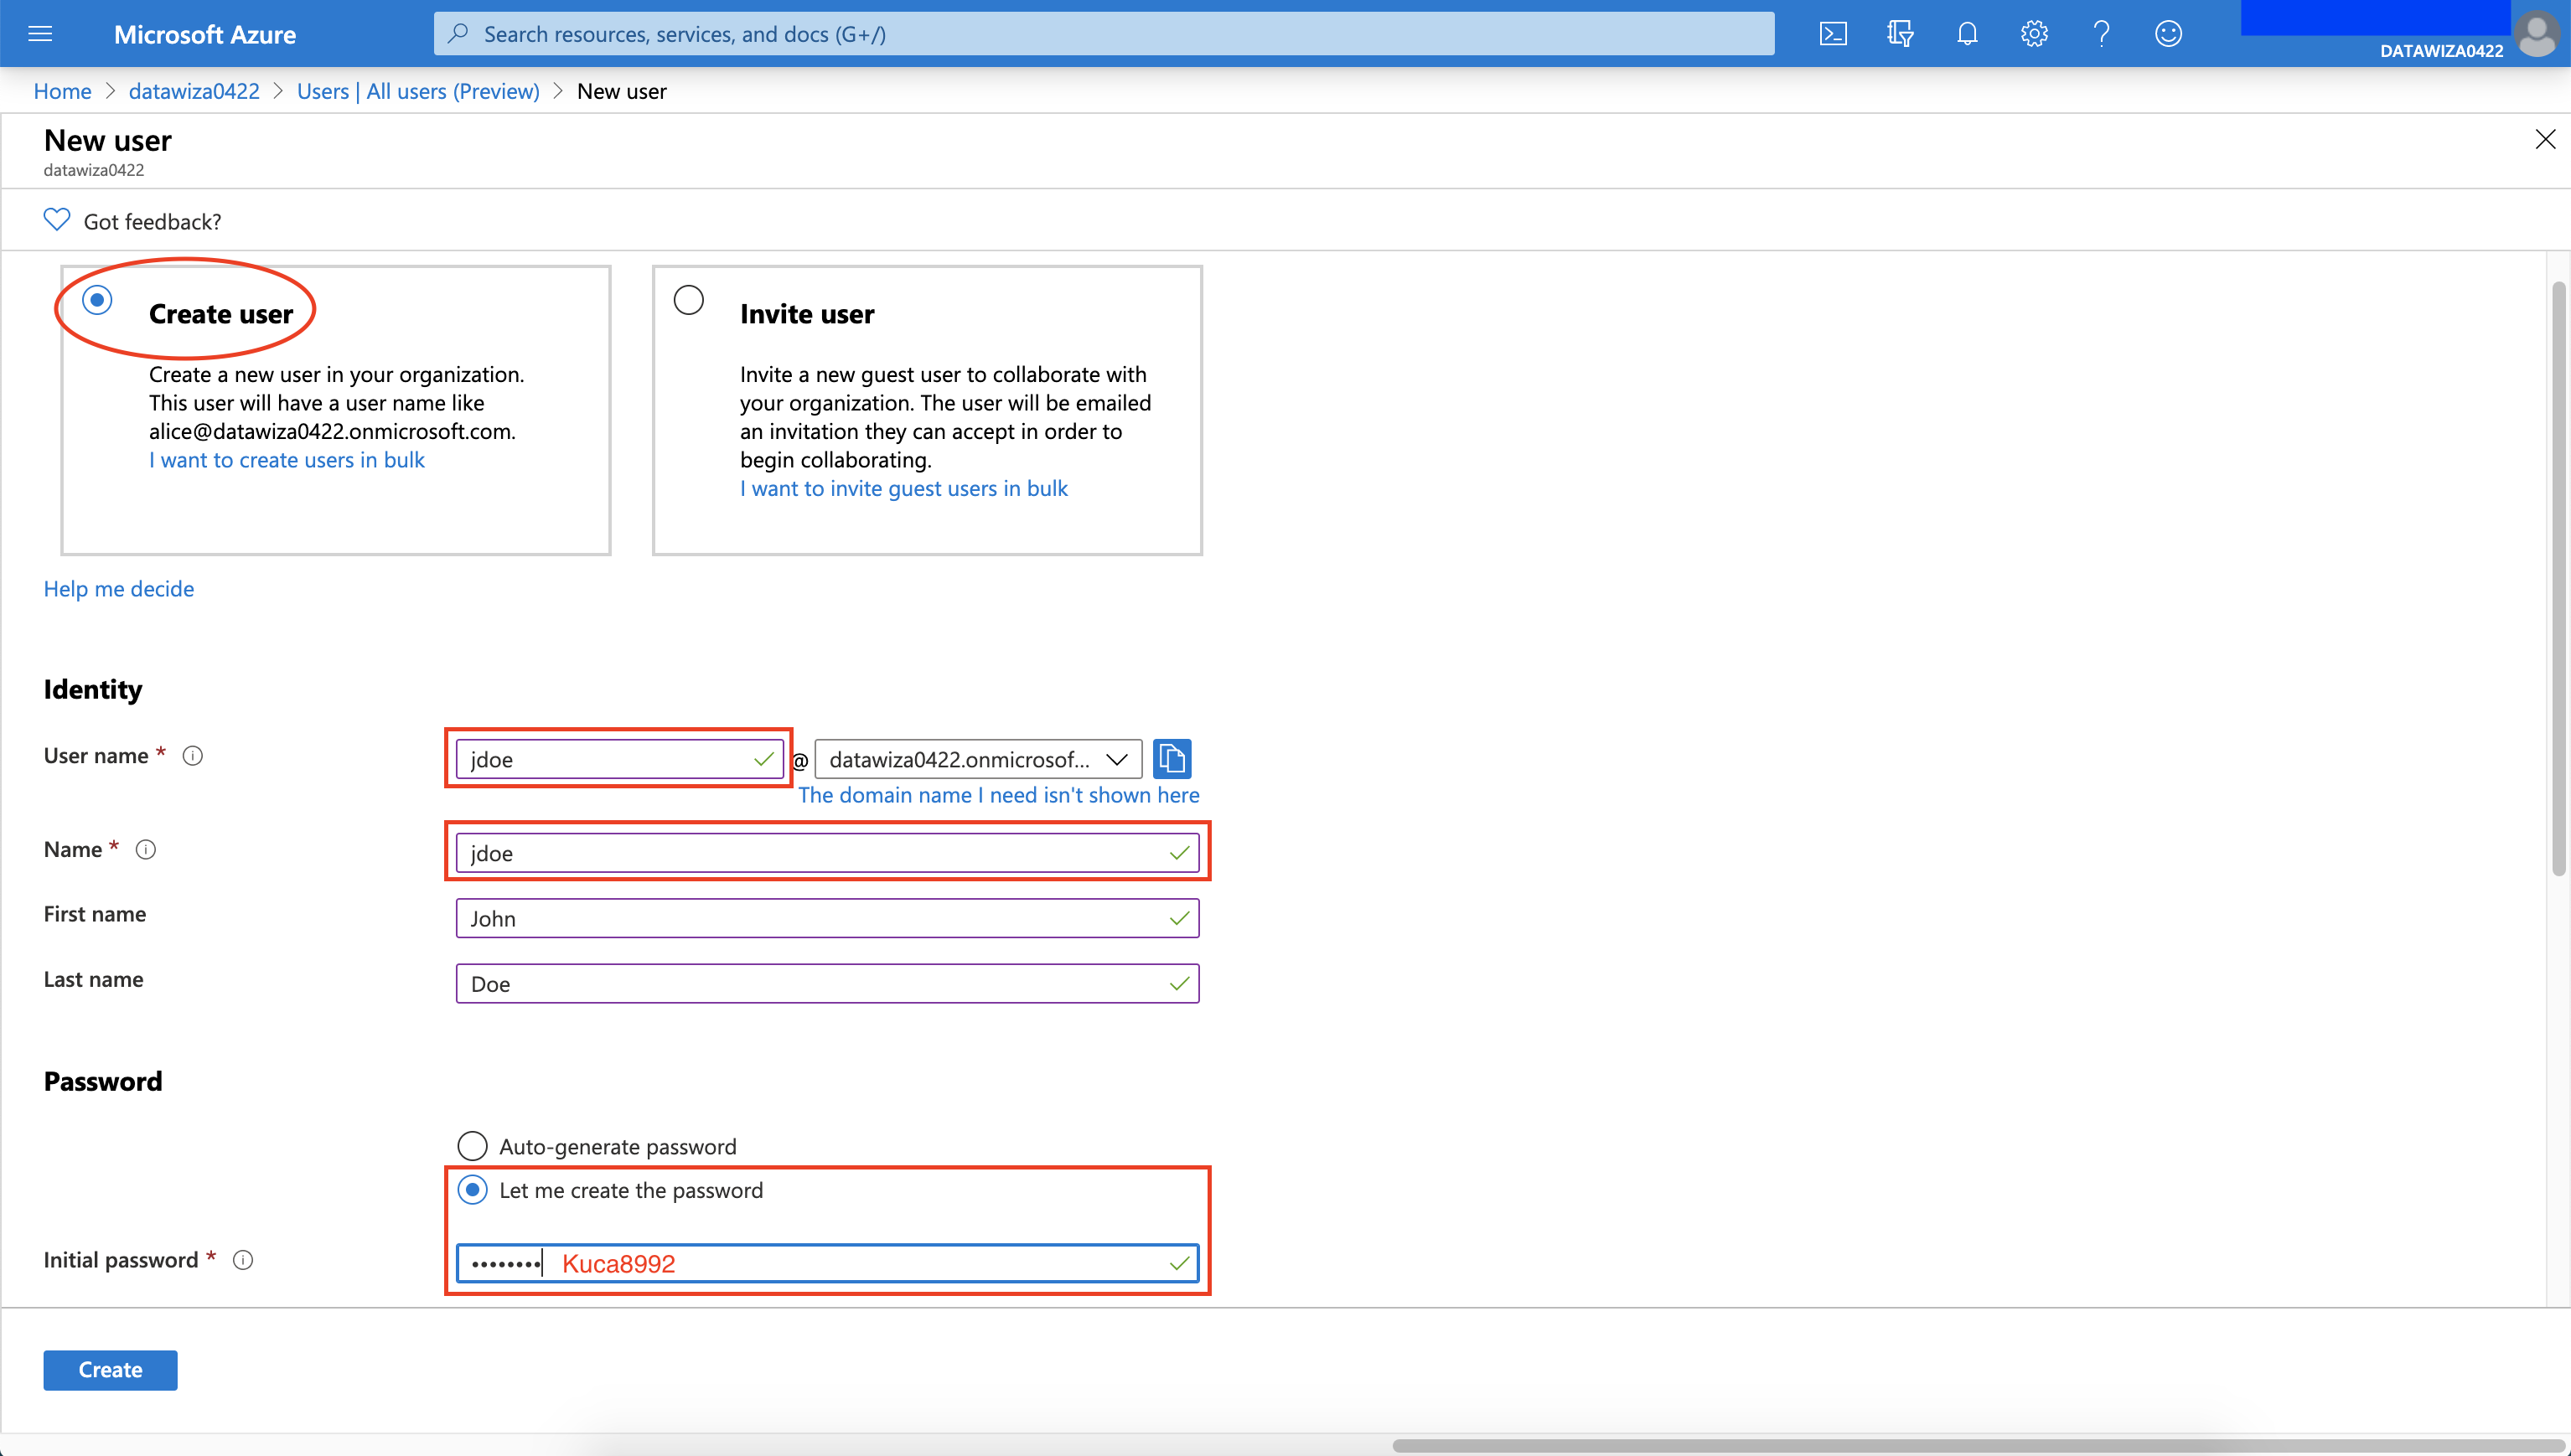 Microsoft Azure
Search resources, services, and docs (G+/)
DATAWIZA0422
Home > datawiza0422 > Users | All users (Preview) > New user
New user
datawiza0422
Got feedback?
Create user
Create a new user in your organization.
This user will have a user name like
alice@datawiza0422.onmicrosoft.com.
I want to create users in bulk
Invite user
Invite a new guest user to collaborate with
your organization. The user will be emailed
an invitation they can accept in order to
begin collaborating.
I want to invite guest users in bulk
Help me decide
Identity
User name *
jdoe
@
datawiza0422.onmicrosof...
The domain name I need isn't shown here
Name *
jdoe
First name
John
Last name
Doe
Password
Auto-generate password
Let me create the password
Initial password *
•••••••• Kuca8992
Create